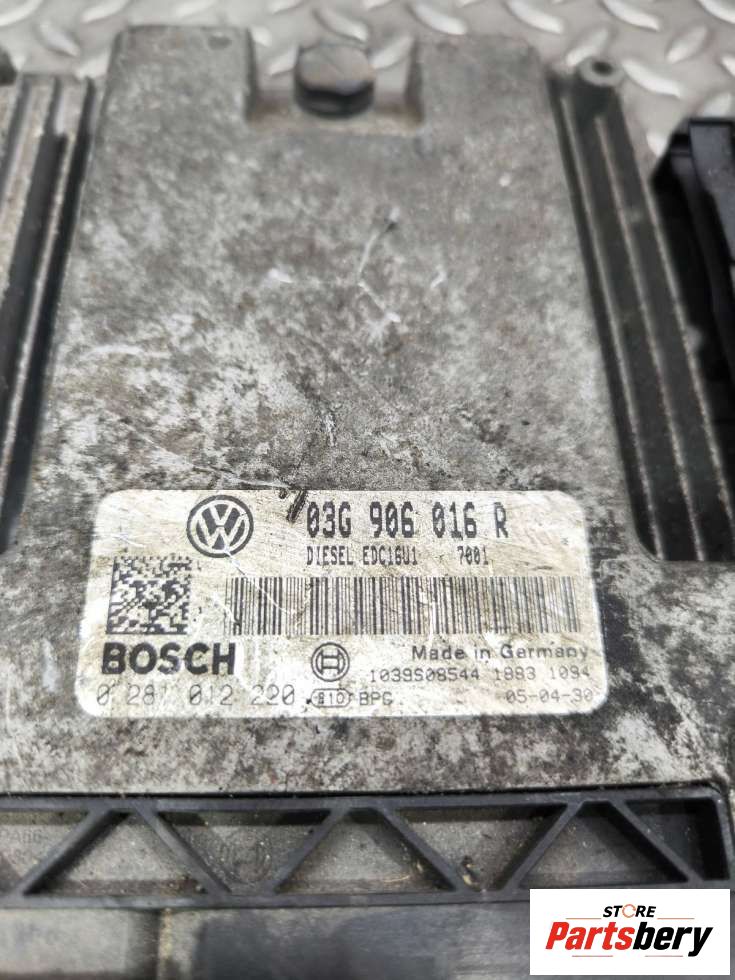 03G 906 016 R
DIESEL EDC16U1 7001
BOSCH
Made in Germany
1039S08544 1883 1094
0 281 012 220
BPG
05-04-30
STORE
Partsbery